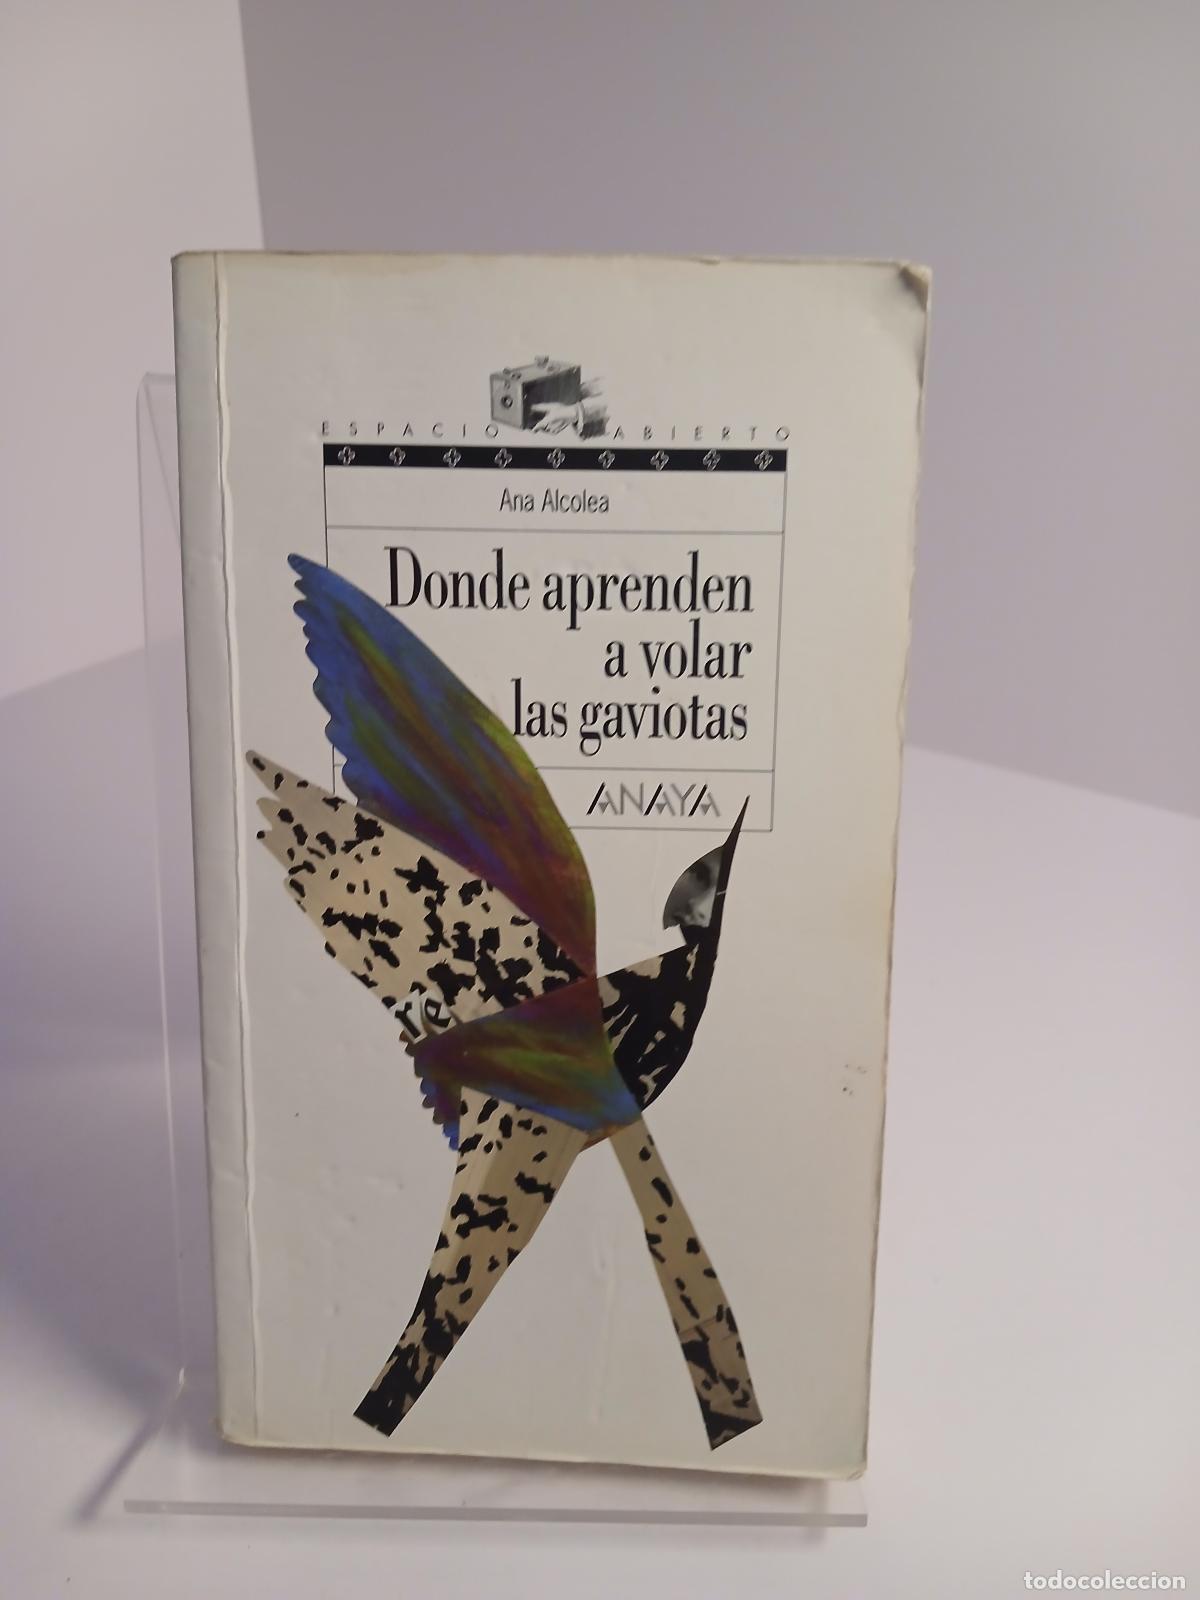 ESPACIO ABIERTO
Ana Alcolea
Donde aprenden
a volar
las gaviotas
ANAYA
re
todocoleccion